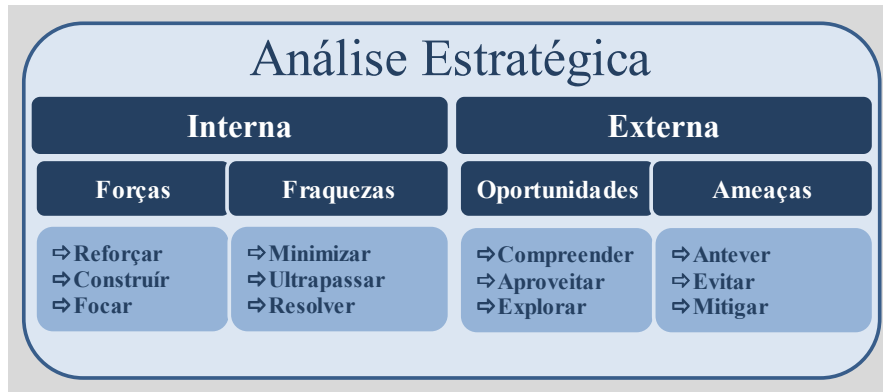 Análise Estratégica
Interna
Externa
Forças
Fraquezas
Oportunidades
Ameaças
⇨Reforçar
⇨Construír
⇨Focar
⇨Minimizar
⇨Ultrapassar
⇨Resolver
⇨Compreender
⇨Aproveitar
⇨Explorar
⇨Antever
⇨Evitar
⇨Mitigar